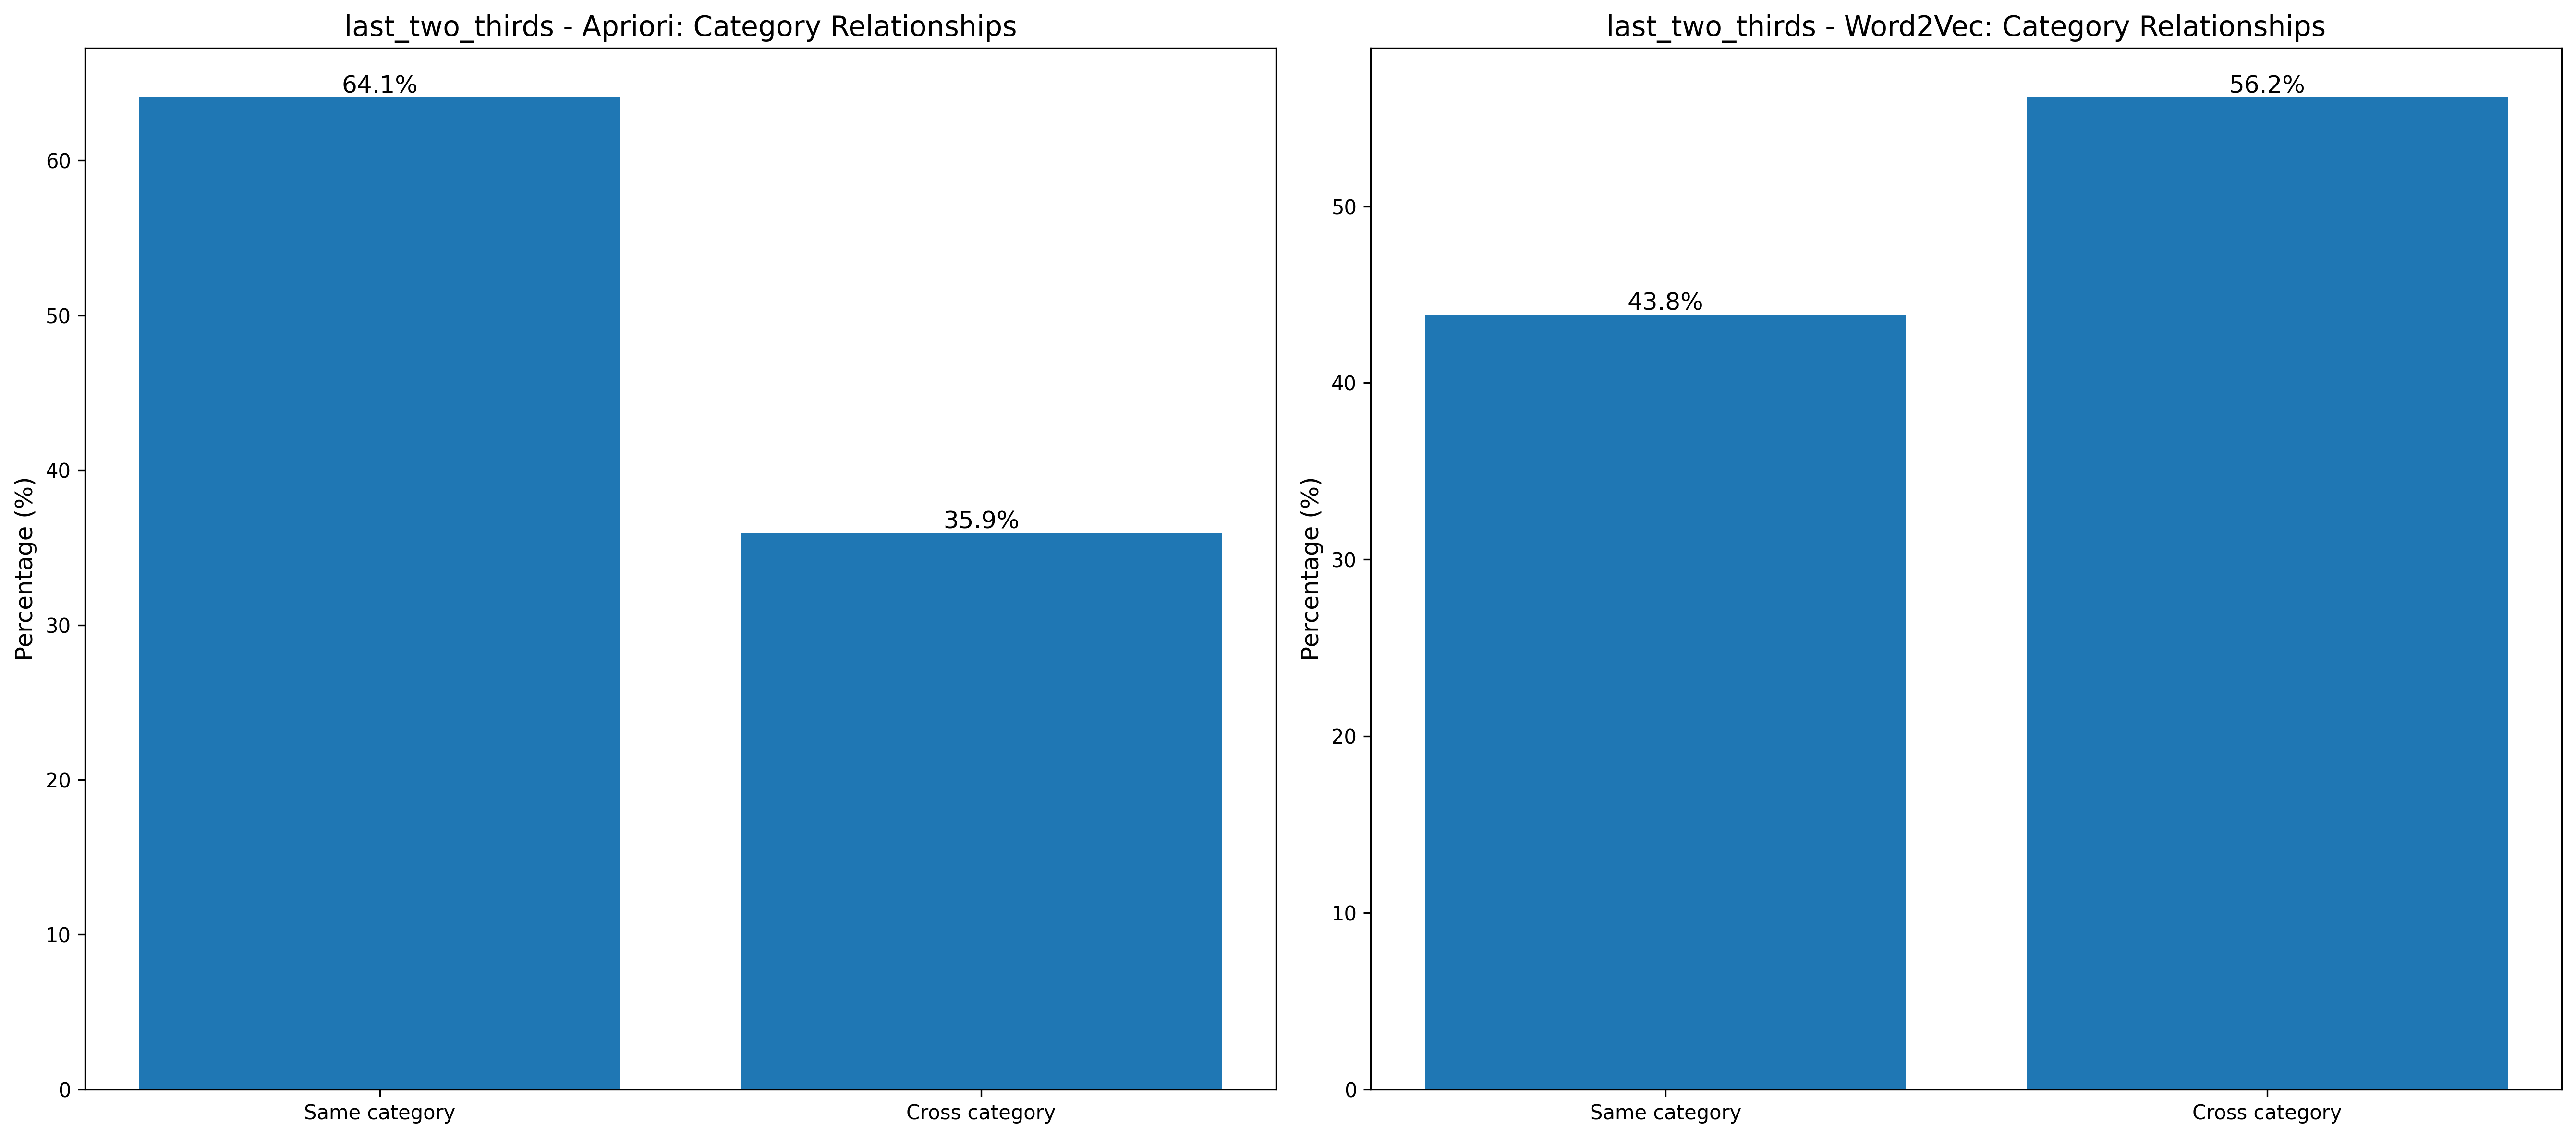 last_two_thirds - Apriori: Category Relationships
64.1%
35.9%
60
50
40
30
20
10
0
Percentage (%)
Same category
Cross category
last_two_thirds - Word2Vec: Category Relationships
56.2%
43.8%
50
40
30
20
10
0
Percentage (%)
Same category
Cross category